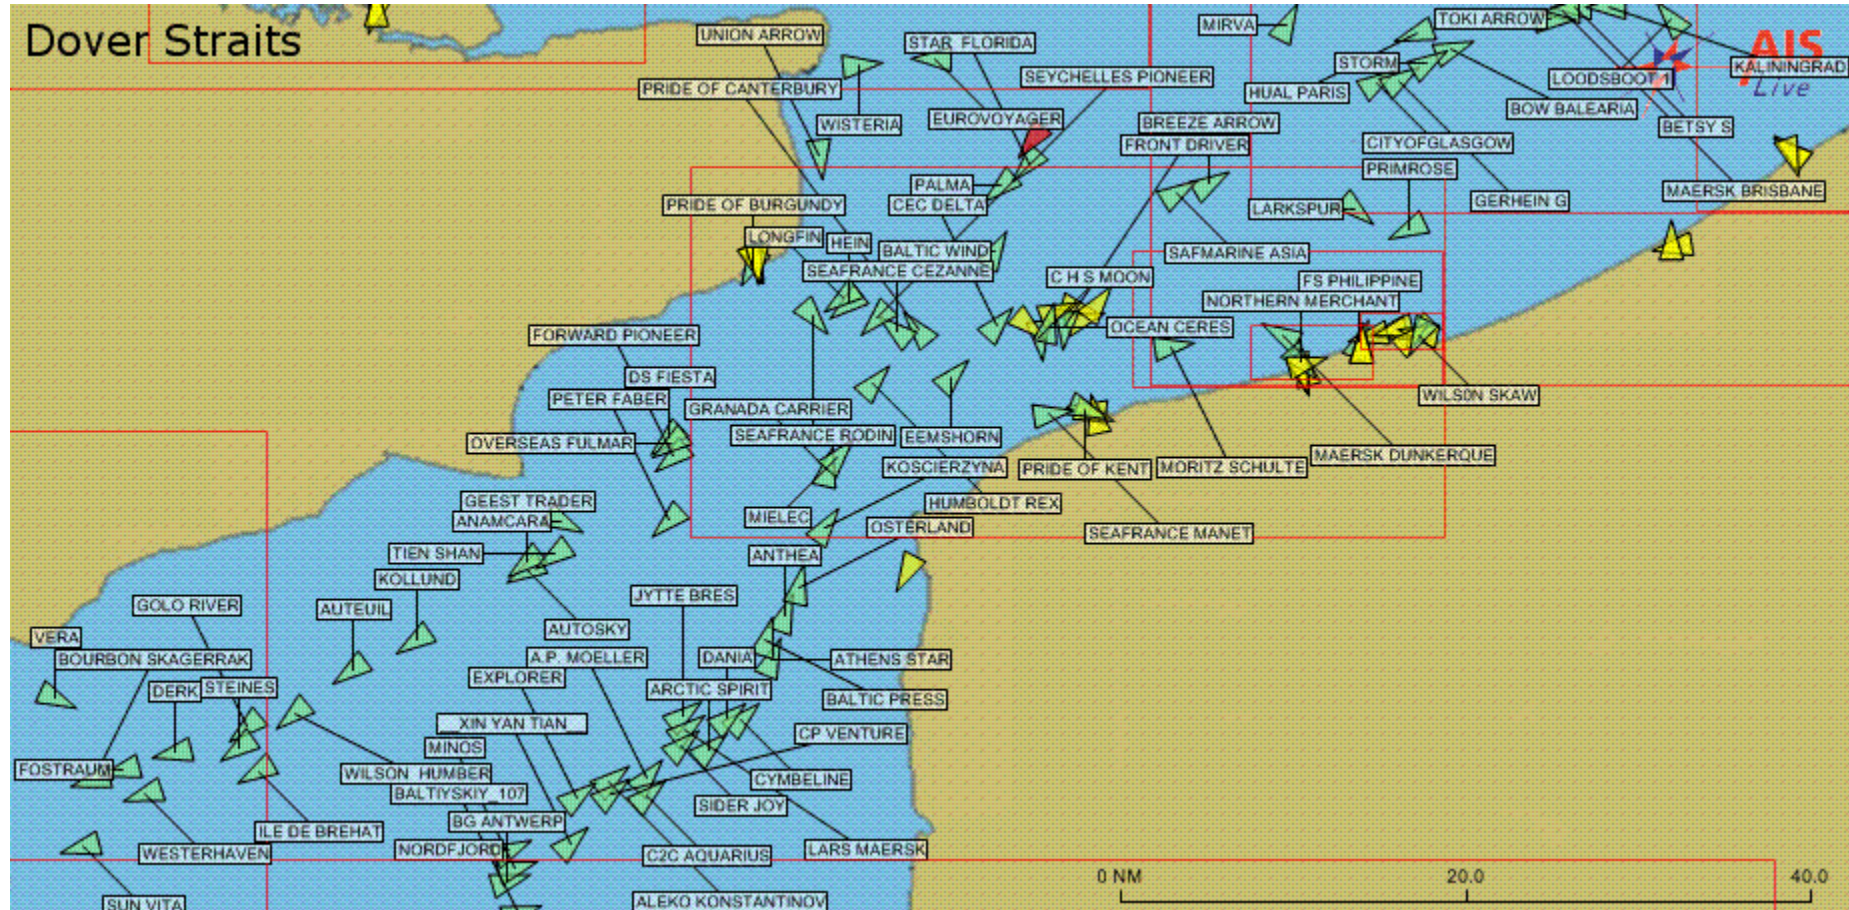 Dover Straits
UNION ARROW
STAR FLORIDA
MIRVA
TOKI ARROW
AIS
Live
PRIDE OF CANTERBURY
SEYCHELLES PIONEER
STORM
LOODSBOOT 1
KALININGRAD
HUAL PARIS
BOW BALEARIA
WISTERIA
EUROVOYAGER
BREEZE ARROW
BETSY S
FRONT DRIVER
CITYOFGLASGOW
PRIMROSE
PALMA
MAERSK BRISBANE
PRIDE OF BURGUNDY
CEC DELTA
LARKSPUR
GERHEIN G
LONGFIN
HEIN
BALTIC WIND
SAFMARINE ASIA
SEAFRANCE CEZANNE
C H S MOON
FS PHILIPPINE
NORTHERN MERCHANT
FORWARD PIONEER
OCEAN CERES
DS FIESTA
PETER FABER
GRANADA CARRIER
WILSON SKAW
OVERSEAS FULMAR
SEAFRANCE RODIN
EEMSHORN
MAERSK DUNKERQUE
KOSCIERZYNA
PRIDE OF KENT
MORITZ SCHULTE
GEEST TRADER
HUMBOLDT REX
ANAMCARA
MIELEC
OSTERLAND
SEAFRANCE MANET
TIEN SHAN
ANTHEA
KOLLUND
GOLO RIVER
AUTEUIL
JYTTE BRES
VERA
AUTOSKY
BOURBON SKAGERRAK
A.P. MOELLER
DANIA
ATHENS STAR
EXPLORER
DERK
STEINES
ARCTIC SPIRIT
BALTIC PRESS
__XIN YAN TIAN__
CP VENTURE
MINOS
FOSTRAUM
WILSON HUMBER
CYMBELINE
BALTIYSKIY_107
SIDER JOY
BG ANTWERP
ILE DE BREHAT
WESTERHAVEN
NORDFJORD
C2C AQUARIUS
LARS MAERSK
SUN VITA
ALEKO KONSTANTINOV
0 NM
20.0
40.0